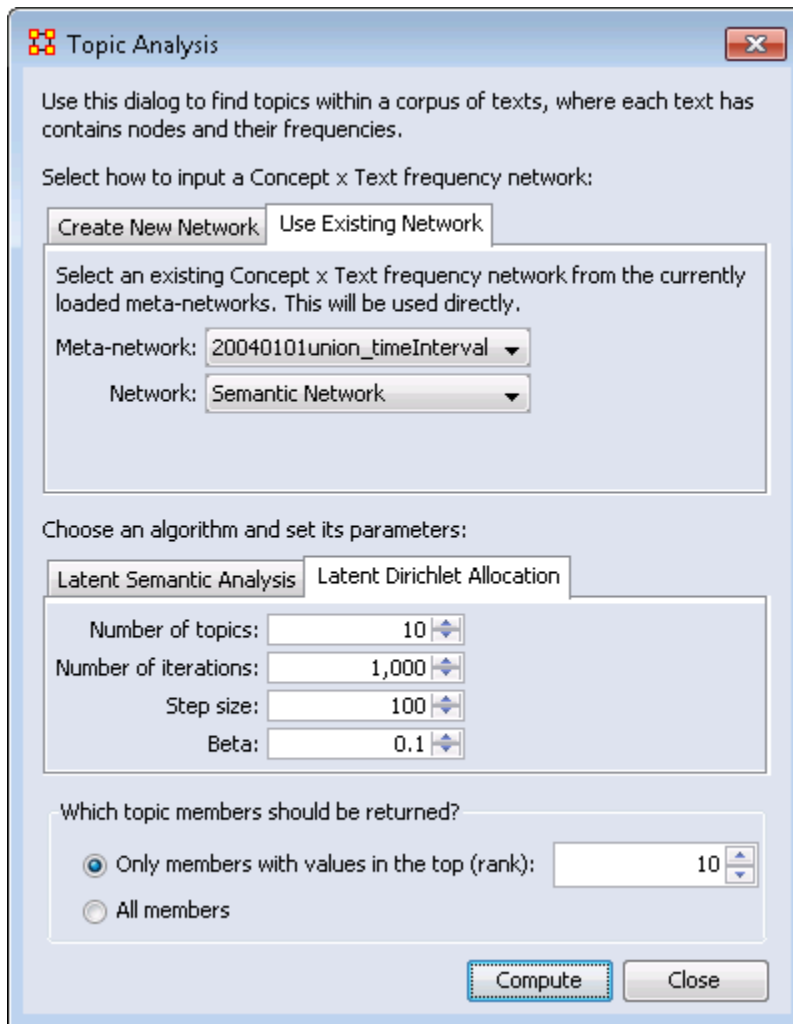 Topic Analysis
Use this dialog to find topics within a corpus of texts, where each text has
contains nodes and their frequencies.
Select how to input a Concept x Text frequency network:
Create New Network Use Existing Network
Select an existing Concept x Text frequency network from the currently
loaded meta-networks. This will be used directly.
Meta-network: 20040101union_timeInterval
Network: Semantic Network
Choose an algorithm and set its parameters:
Latent Semantic Analysis Latent Dirichlet Allocation
Number of topics: 10
Number of iterations: 1,000
Step size: 100
Beta: 0.1
Which topic members should be returned?
Only members with values in the top (rank): 10
All members
Compute Close